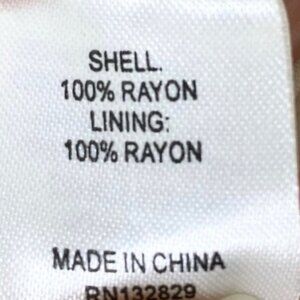 SHELL.
100% RAYON
LINING:
100% RAYON
MADE IN CHINA
RN132829